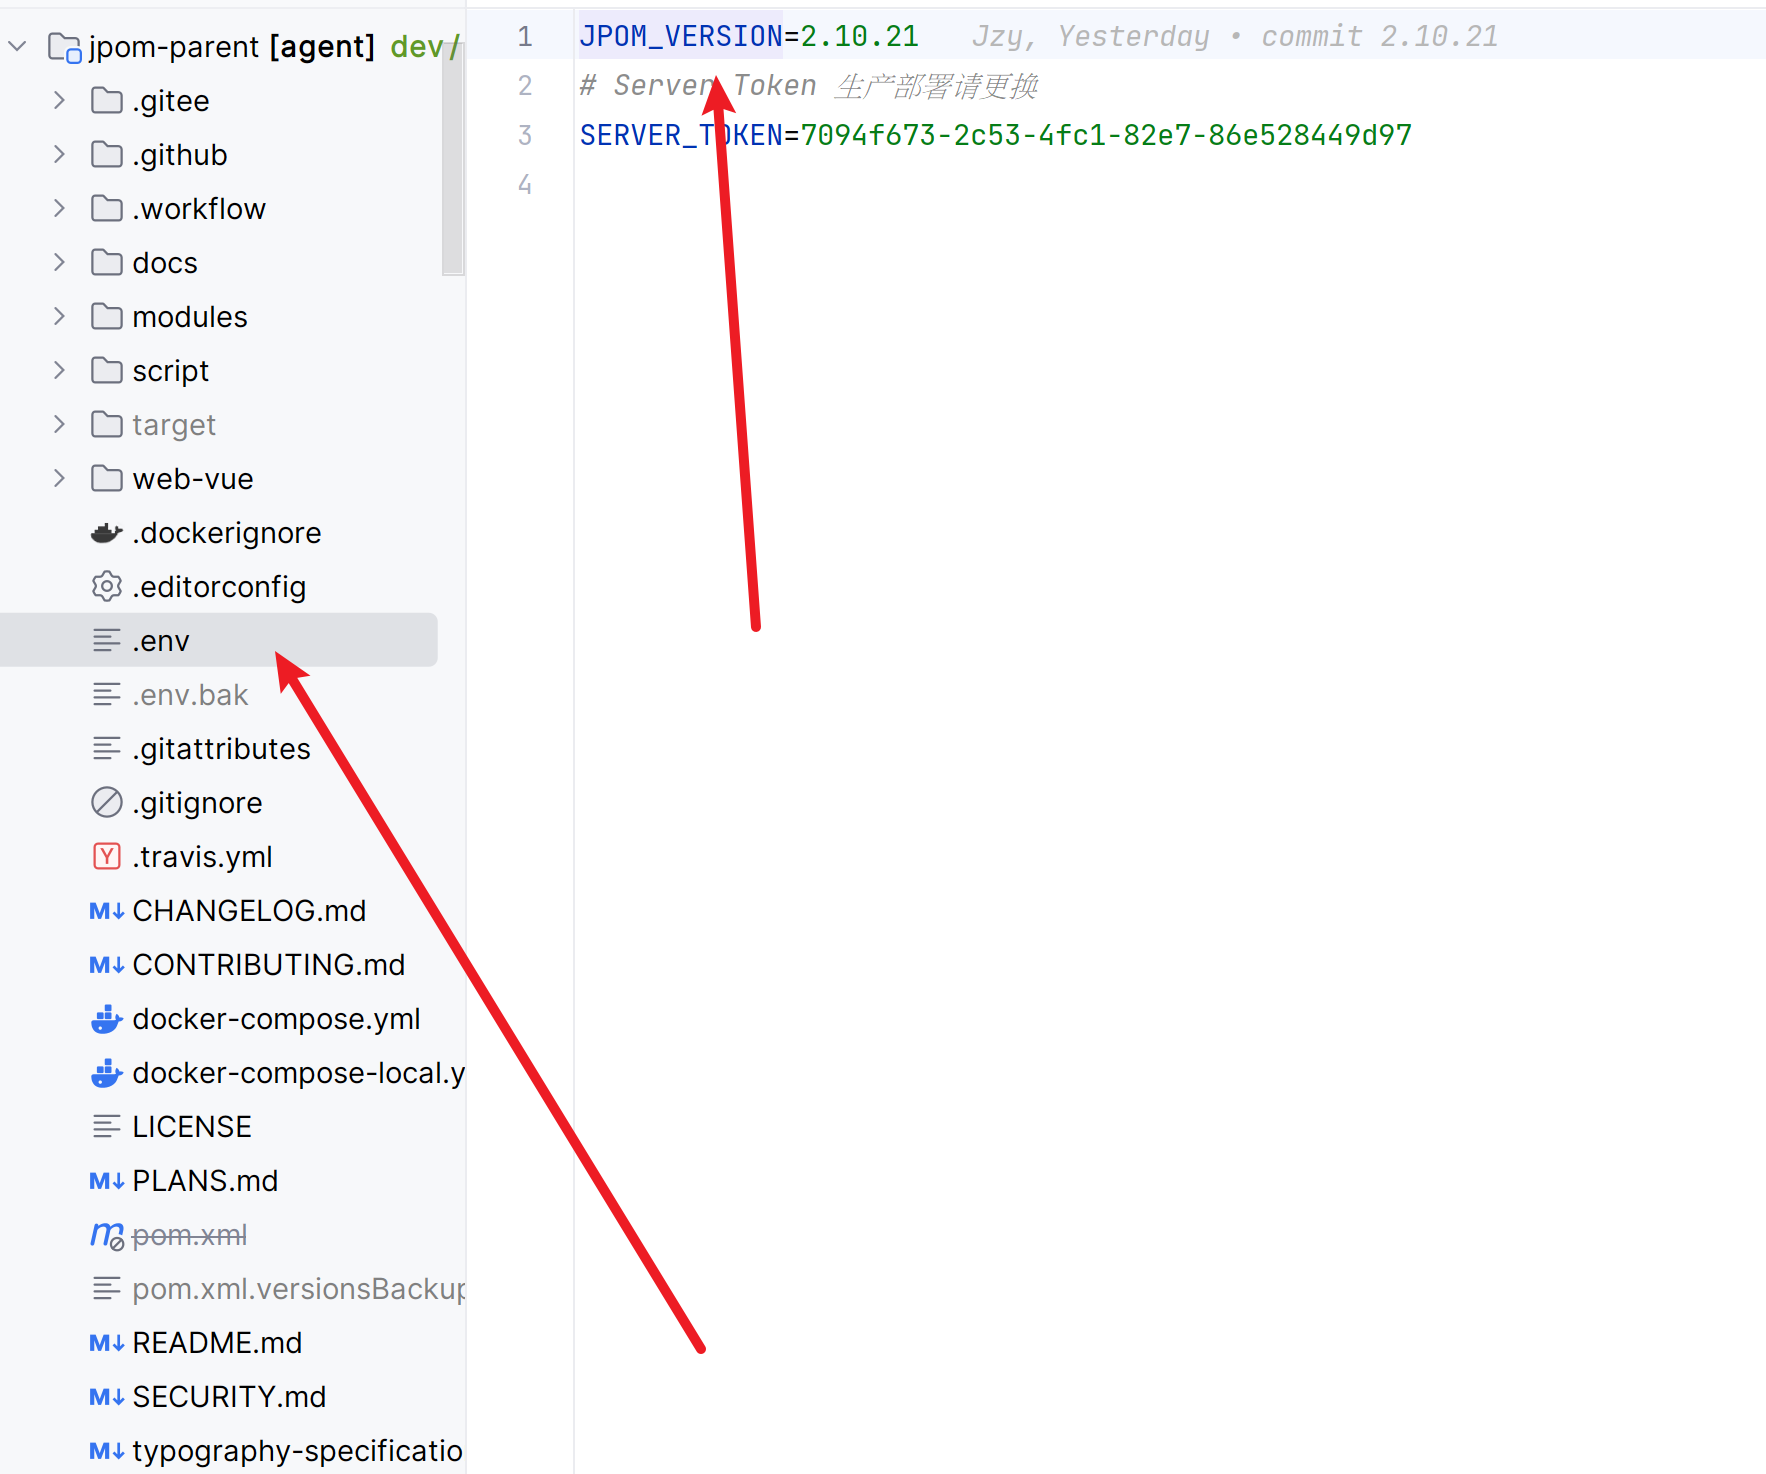 jpom-parent [agent] dev/
.gitee
.github
.workflow
docs
modules
script
target
web-vue
.dockerignore
.editorconfig
.env
.env.bak
.gitattributes
.gitignore
.travis.yml
CHANGELOG.md
CONTRIBUTING.md
docker-compose.yml
docker-compose-local.y
LICENSE
PLANS.md
pom.xml
pom.xml.versionsBackup
README.md
SECURITY.md
typography-specificatio
1 JPOM_VERSION=2.10.21 Jzy, Yesterday • commit 2.10.21
2 # Server Token 生产部署请更换
3 SERVER_TOKEN=7094f673-2c53-4fc1-82e7-86e528449d97
4